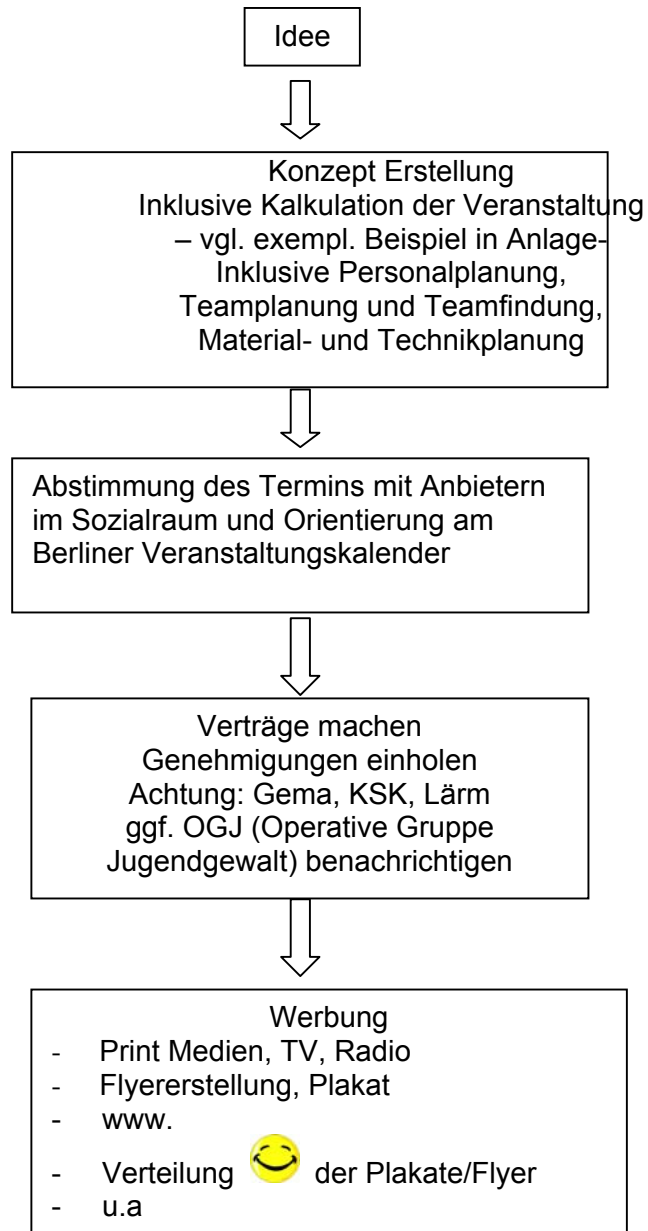 Idee
Konzept Erstellung
Inklusive Kalkulation der Veranstaltung
– vgl. exempl. Beispiel in Anlage-
Inklusive Personalplanung,
Teamplanung und Teamfindung,
Material- und Technikplanung
Abstimmung des Termins mit Anbietern
im Sozialraum und Orientierung am
Berliner Veranstaltungskalender
Verträge machen
Genehmigungen einholen
Achtung: Gema, KSK, Lärm
ggf. OGJ (Operative Gruppe
Jugendgewalt) benachrichtigen
Werbung
- Print Medien, TV, Radio
- Flyererstellung, Plakat
- www.
- Verteilung der Plakate/Flyer
- u.a